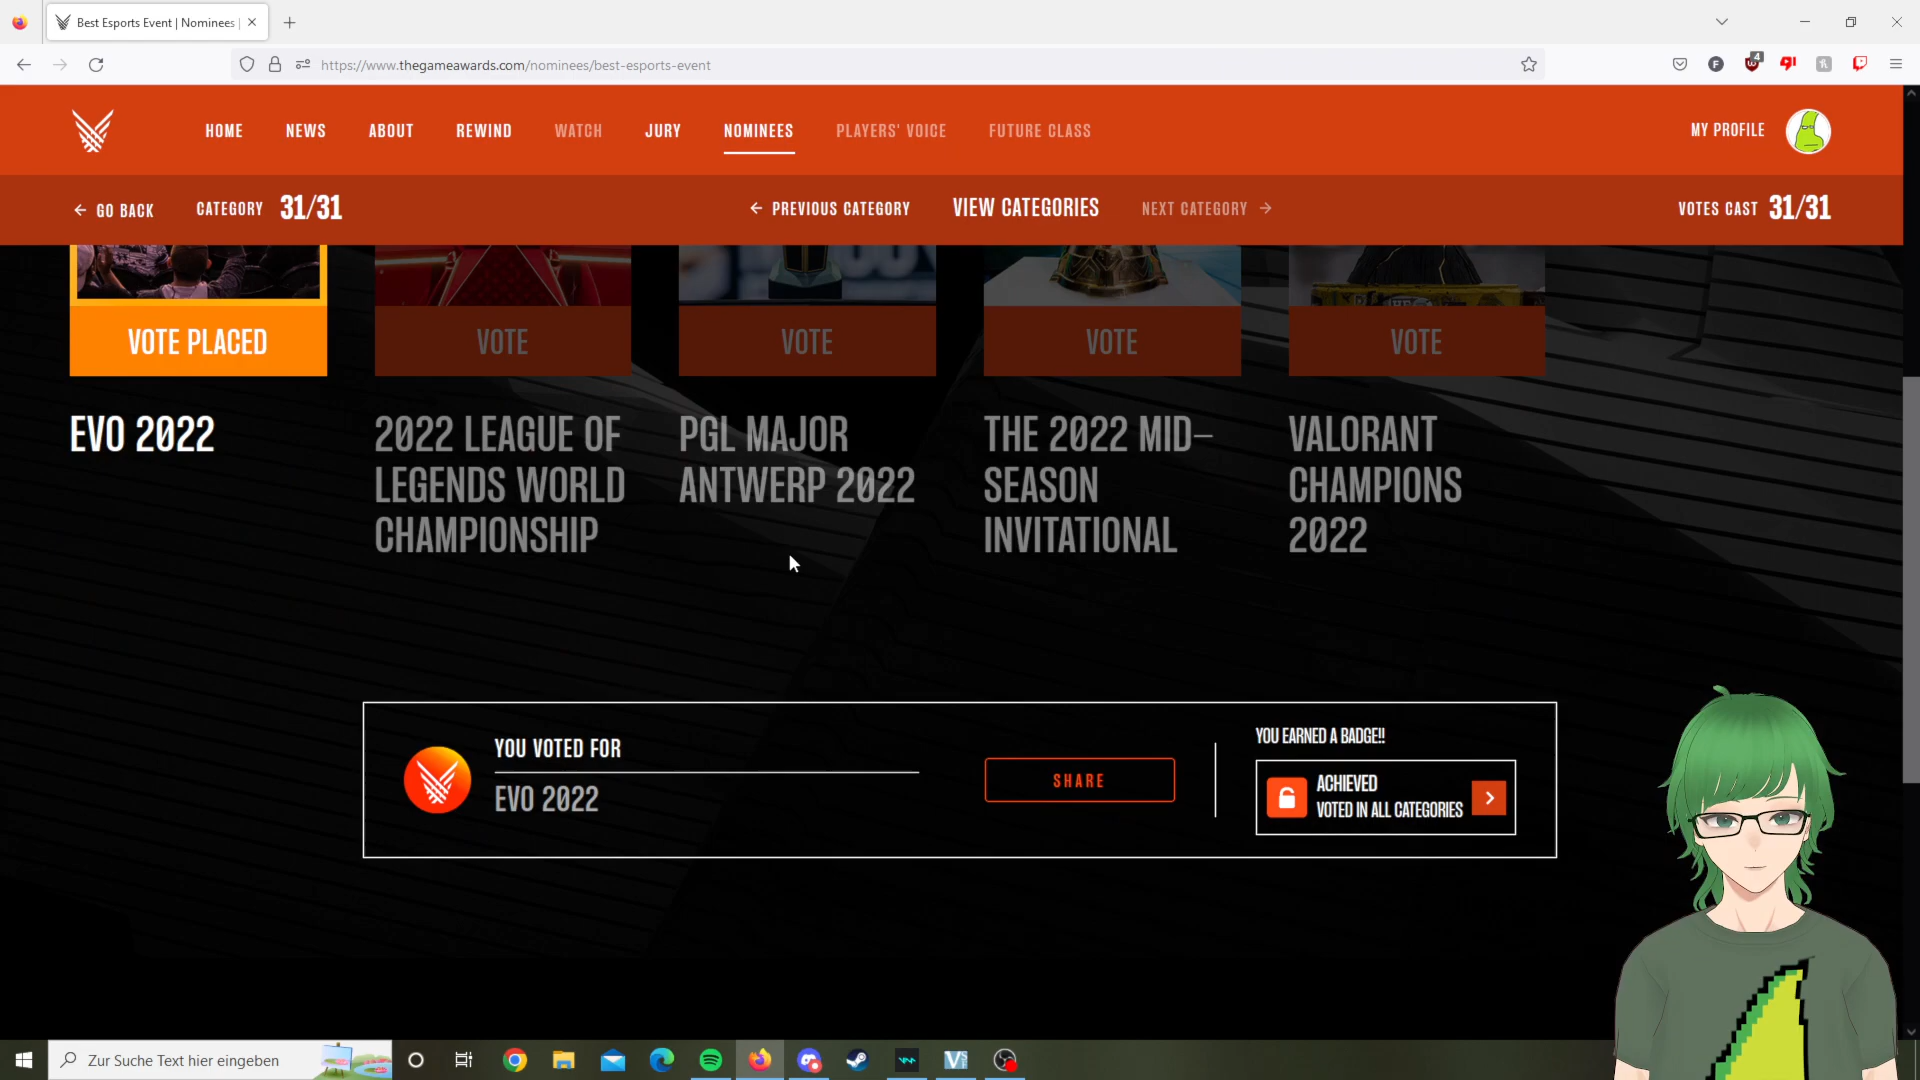 Best Esports Event | Nominees |
https://www.thegameawards.com/nominees/best-esports-event
4
HOME NEWS ABOUT REWIND WATCH JURY NOMINEES PLAYERS' VOICE FUTURE CLASS MY PROFILE
GO BACK CATEGORY 31/31 PREVIOUS CATEGORY VIEW CATEGORIES NEXT CATEGORY VOTES CAST 31/31
VOTE PLACED VOTE VOTE VOTE VOTE
EVO 2022
2022 LEAGUE OF
LEGENDS WORLD
CHAMPIONSHIP
PGL MAJOR
ANTWERP 2022
THE 2022 MID-
SEASON
INVITATIONAL
VALORANT
CHAMPIONS
2022
YOU VOTED FOR
EVO 2022
SHARE
YOU EARNED A BADGE!!
ACHIEVED
VOTED IN ALL CATEGORIES
Zur Suche Text hier eingeben